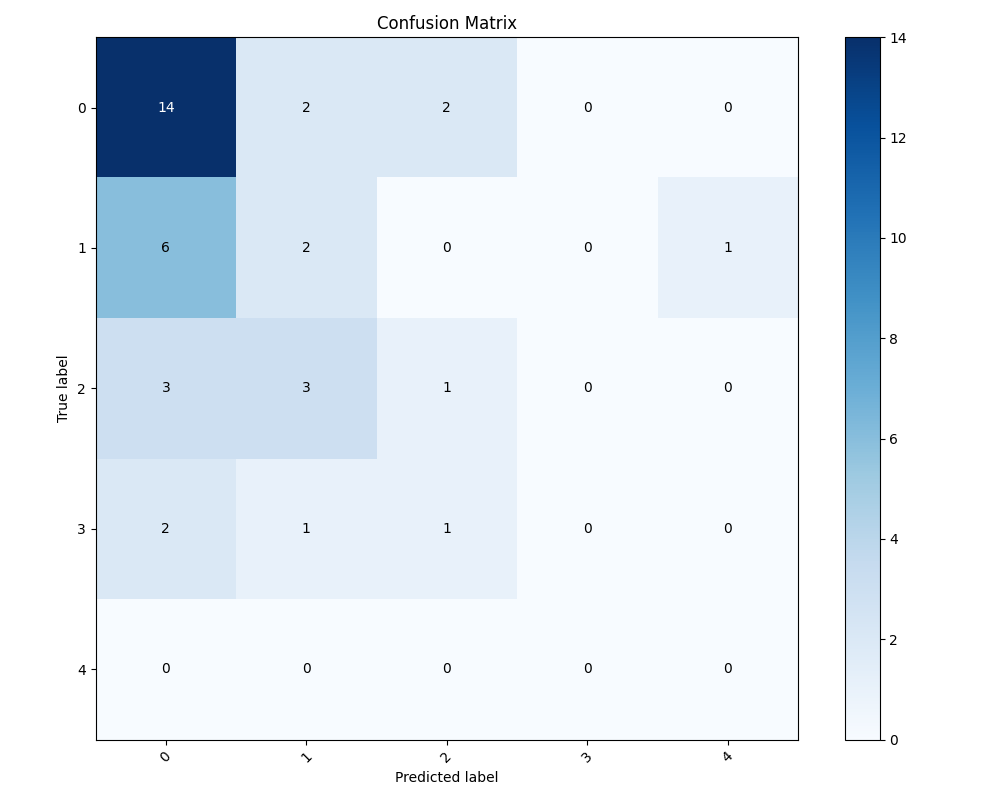 Confusion Matrix
14
0 14 2 2 0 0
12
10
1 6 2 0 0 1
8
True label
2 3 3 1 0 0
6
4
3 2 1 1 0 0
2
4 0 0 0 0 0
0
0 1 2 3 4
Predicted label